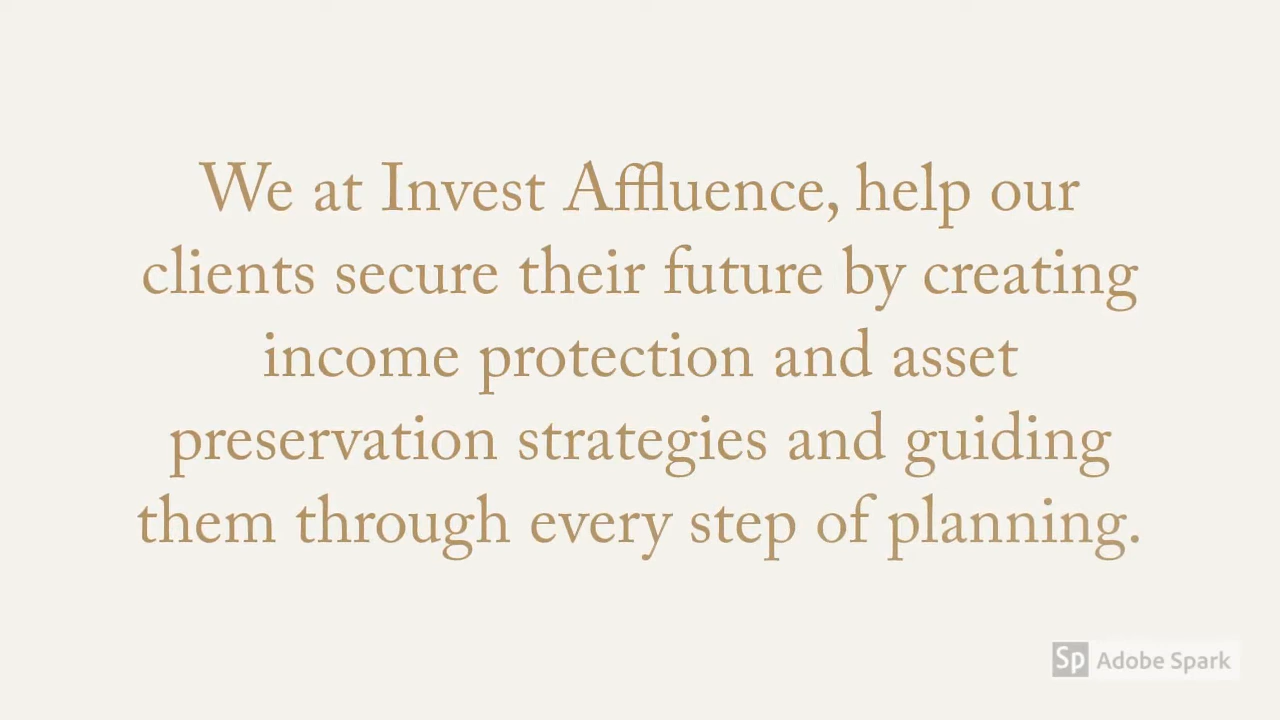 We at Invest Affluence, help our
clients secure their future by creating
income protection and asset
preservation strategies and guiding
them through every step of planning.
Sp Adobe Spark